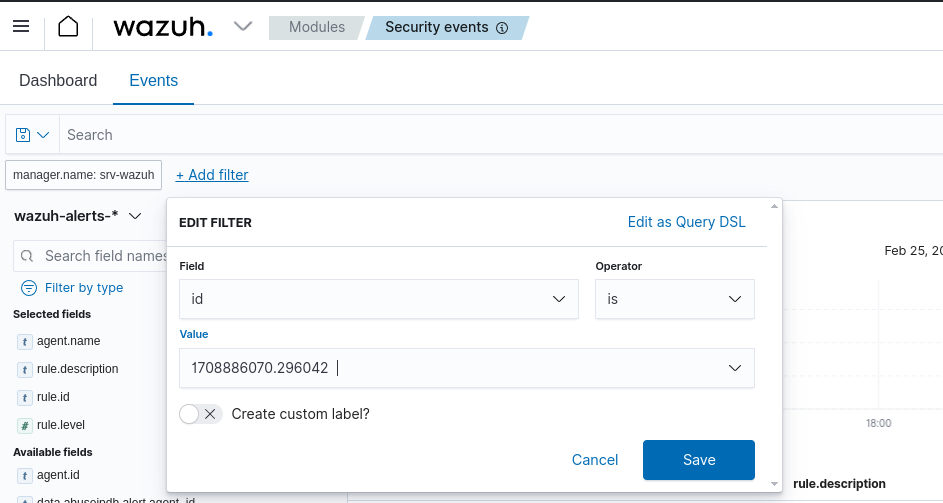 wazuh.
Modules
Security events
Dashboard
Events
Search
manager.name: srv-wazuh
+ Add filter
wazuh-alerts-*
EDIT FILTER
Edit as Query DSL
Feb 25, 20
Search field names
Filter by type
Field
Operator
id
is
Selected fields
Value
t agent.name
1708886070.296042
t rule.description
t rule.id
Create custom label?
# rule.level
18:00
Available fields
Cancel
Save
t agent.id
rule.description
data.abuseipdb.alert.agent_id